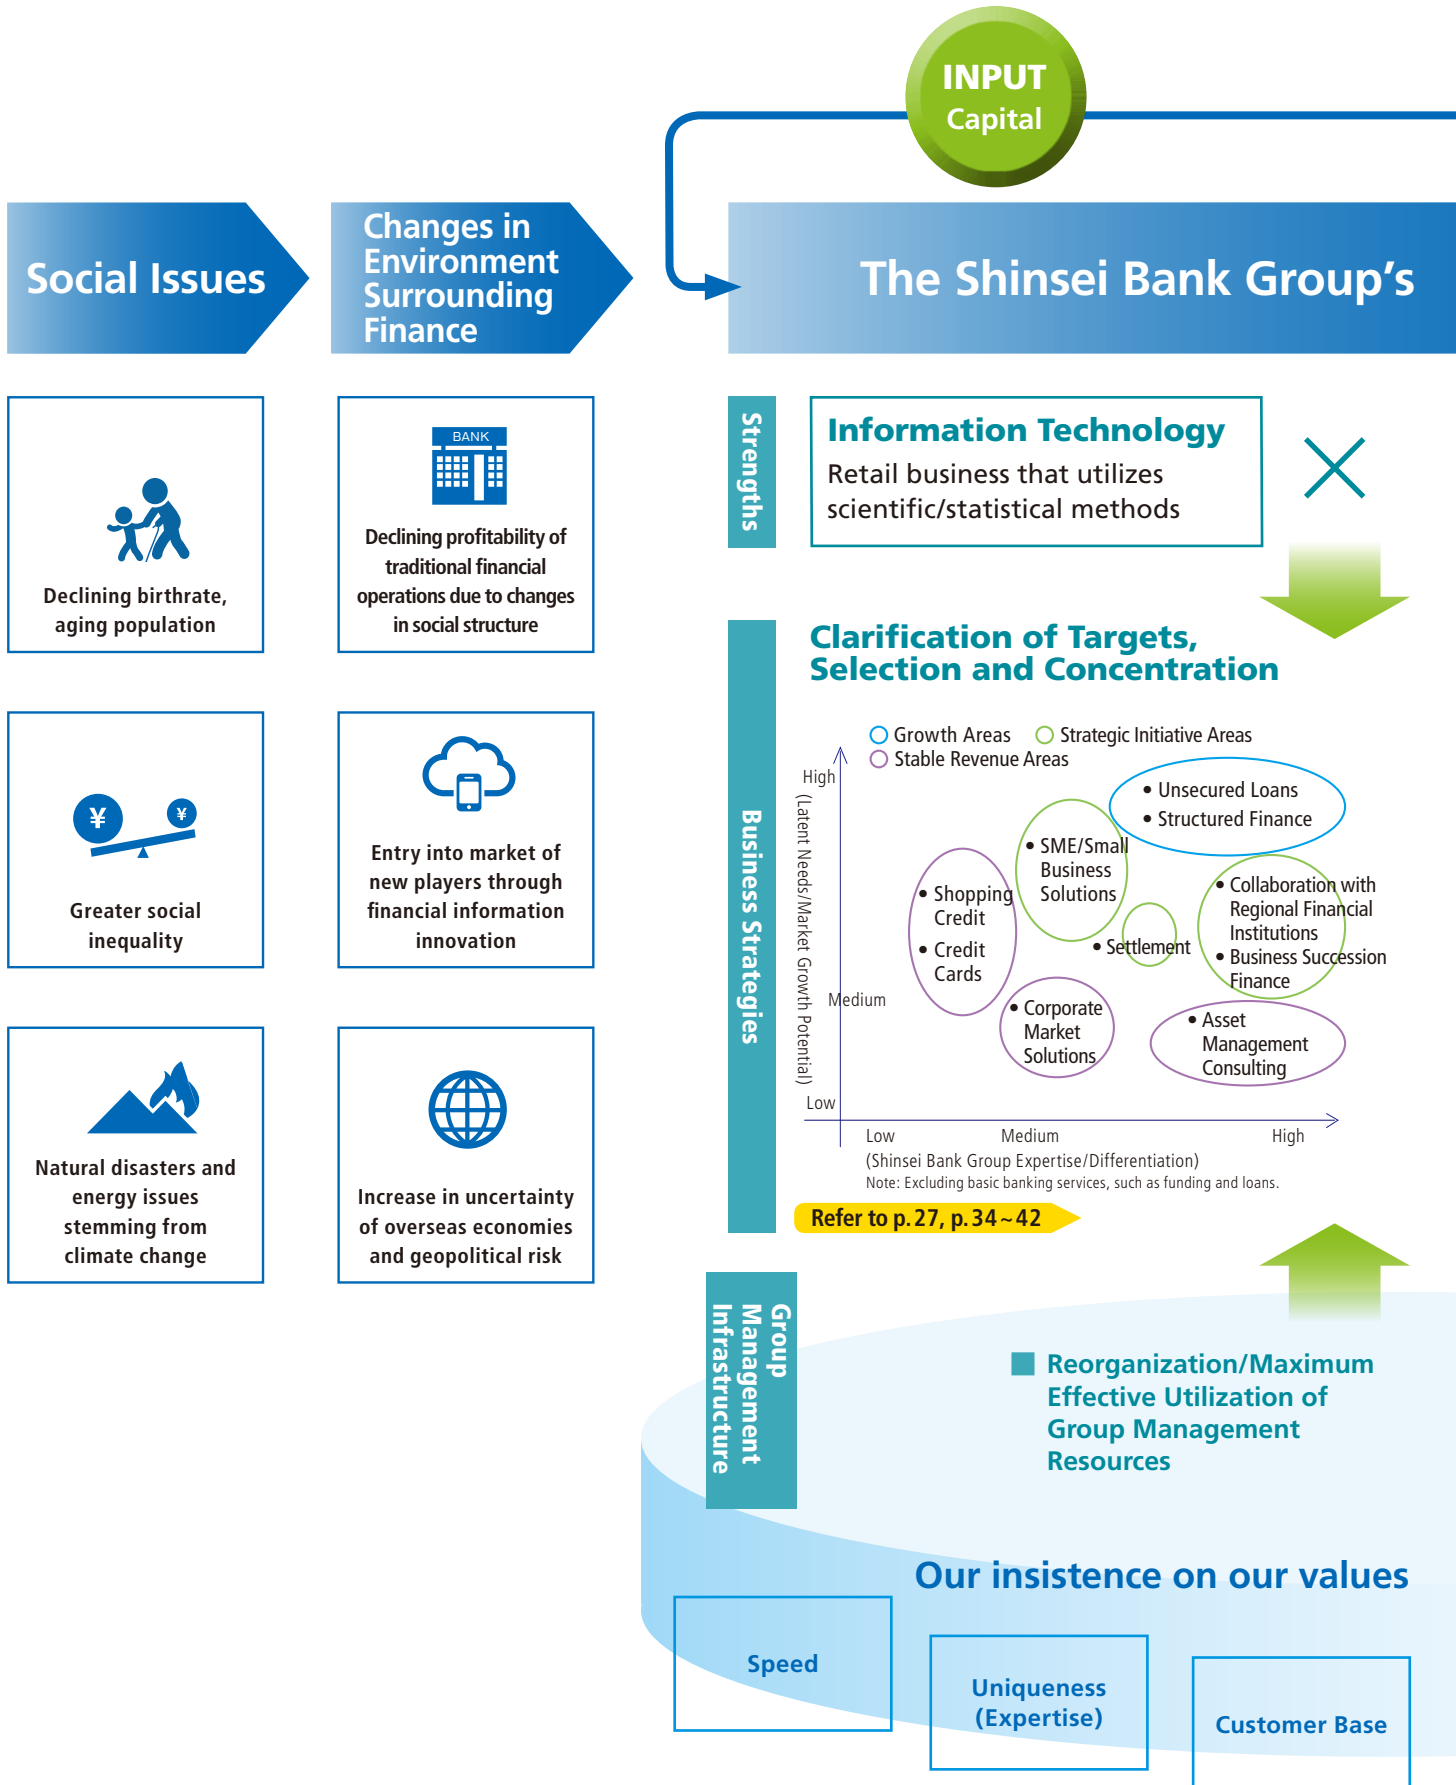 INPUT
Capital
Social Issues
Changes in
Environment
Surrounding
Finance
The Shinsei Bank Group’s
Declining birthrate,
aging population
Greater social
inequality
Natural disasters and
energy issues
stemming from
climate change
BANK
Declining profitability of
traditional financial
operations due to changes
in social structure
Entry into market of
new players through
financial information
innovation
Increase in uncertainty
of overseas economies
and geopolitical risk
Strengths
Information Technology
Retail business that utilizes
scientific/statistical methods
Business Strategies
Clarification of Targets,
Selection and Concentration
Growth Areas
Strategic Initiative Areas
Stable Revenue Areas
High
(Latent Needs/Market Growth Potential)
Medium
Low
• Unsecured Loans
• Structured Finance
• SME/Small
Business
Solutions
• Shopping
Credit
• Credit
Cards
• Settlement
• Collaboration with
Regional Financial
Institutions
• Business Succession
Finance
• Corporate
Market
Solutions
• Asset
Management
Consulting
Low
Medium
High
(Shinsei Bank Group Expertise/Differentiation)
Note: Excluding basic banking services, such as funding and loans.
Refer to p. 27, p. 34 ~ 42
Group
Management
Infrastructure
Reorganization/Maximum
Effective Utilization of
Group Management
Resources
Our insistence on our values
Speed
Uniqueness
(Expertise)
Customer Base